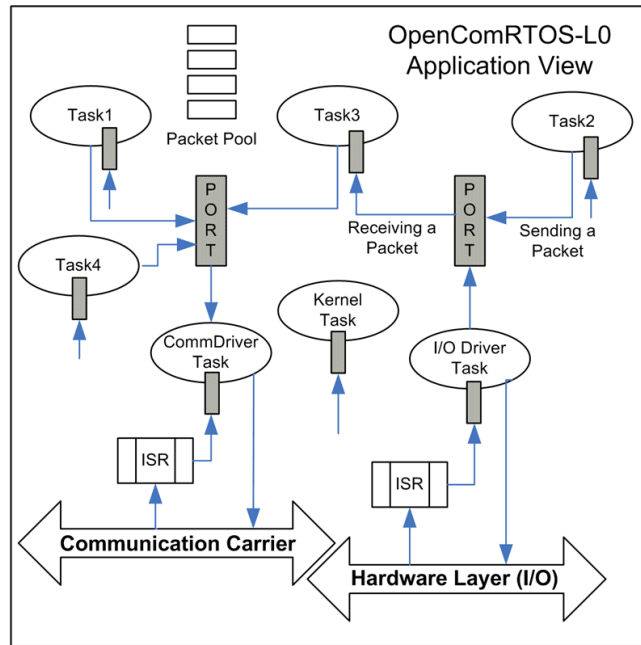 OpenComRTOS-L0
Application View
Task1
Packet Pool
Task3
Task2
P
O
R
T
P
O
R
T
Receiving a
Packet
Sending a
Packet
Task4
Kernel
Task
CommDriver
Task
I/O Driver
Task
ISR
ISR
Communication Carrier
Hardware Layer (I/O)